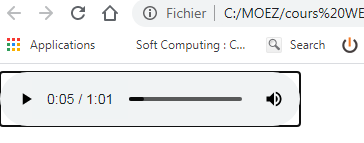 Fichier | C:/MOEZ/cours%20WE
Applications Soft Computing : C... Search
0:05 / 1:01